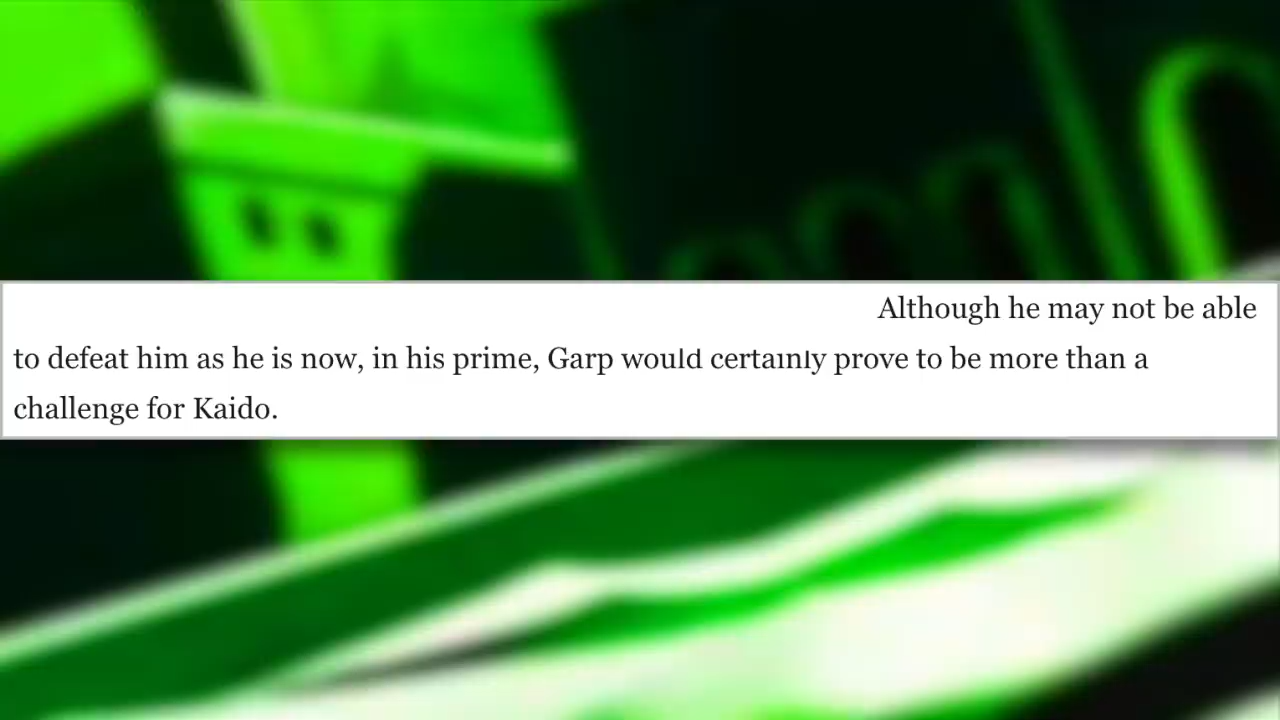 Although he may not be able
to defeat him as he is now, in his prime, Garp would certainly prove to be more than a
challenge for Kaido.